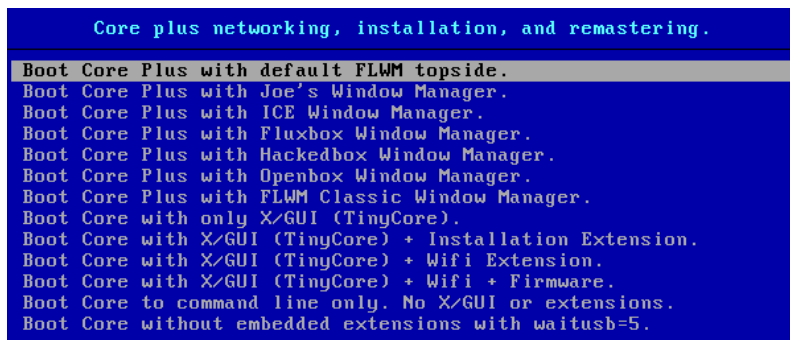 Core plus networking, installation, and remastering.
Boot Core Plus with default FLWM topside.
Boot Core Plus with Joe's Window Manager.
Boot Core Plus with ICE Window Manager.
Boot Core Plus with Fluxbox Window Manager.
Boot Core Plus with Hackedbox Window Manager.
Boot Core Plus with Openbox Window Manager.
Boot Core Plus with FLWM Classic Window Manager.
Boot Core with only X/GUI (TinyCore).
Boot Core with X/GUI (TinyCore) + Installation Extension.
Boot Core with X/GUI (TinyCore) + Wifi Extension.
Boot Core with X/GUI (TinyCore) + Wifi + Firmware.
Boot Core to command line only. No X/GUI or extensions.
Boot Core without embedded extensions with waitusb=5.